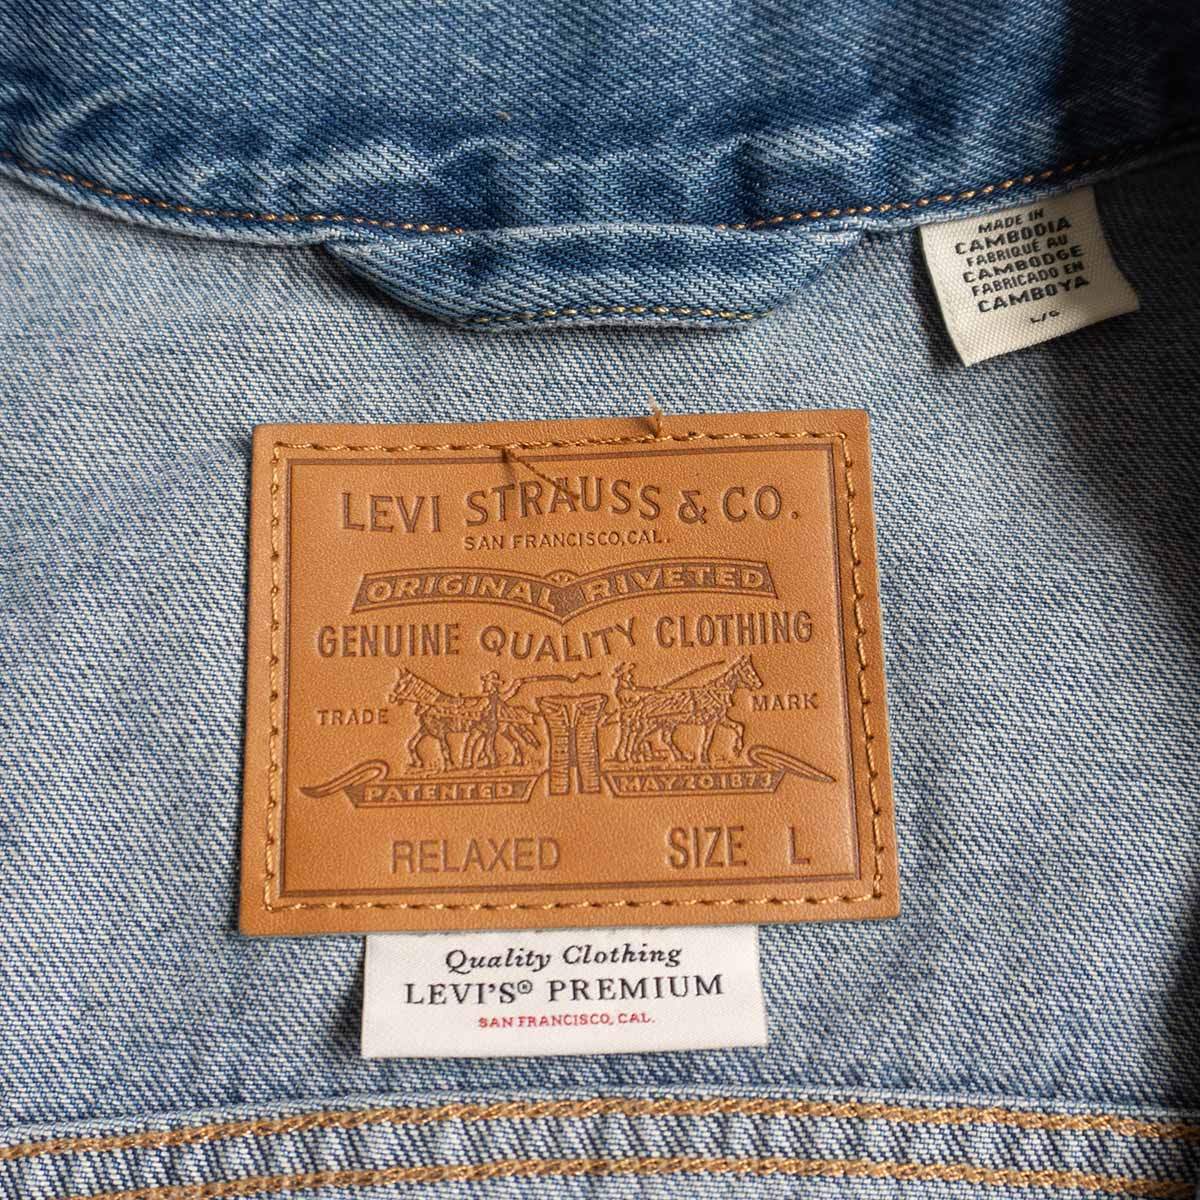 MADE IN
CAMBODIA
FABRIQUÉ AU
CAMBODGE
FABRICADO EN
CAMBOYA
L/G
LEVI STRAUSS & CO.
SAN FRANCISCO, CAL.
ORIGINAL RIVETED
GENUINE QUALITY CLOTHING
TRADE MARK
PATENTED MAY 20 1873
RELAXED SIZE L
Quality Clothing
LEVI'S® PREMIUM
SAN FRANCISCO, CAL.